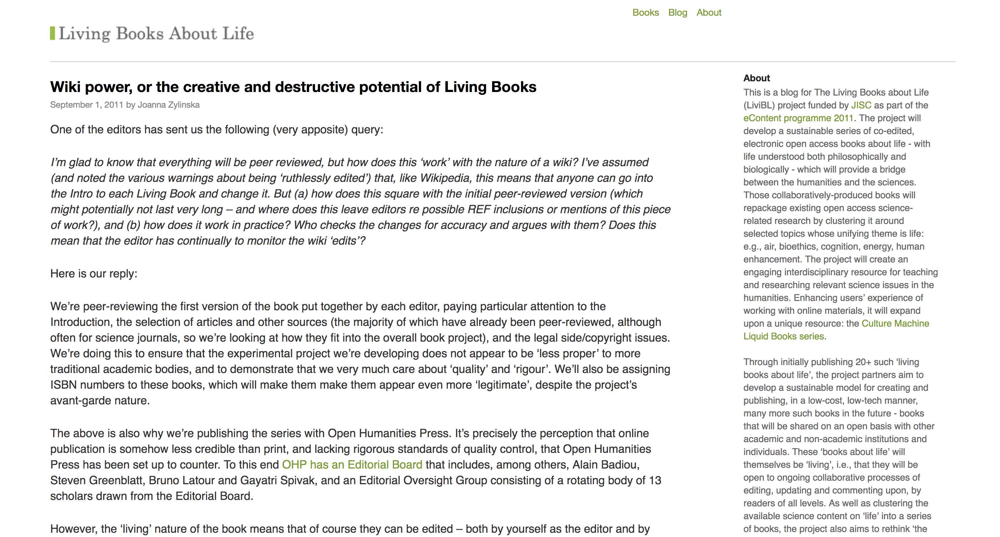 Books Blog About
Living Books About Life
Wiki power, or the creative and destructive potential of Living Books
September 1, 2011 by Joanna Zylinska
One of the editors has sent us the following (very apposite) query:
I’m glad to know that everything will be peer reviewed, but how does this ‘work’ with the nature of a wiki? I’ve assumed
(and noted the various warnings about being ‘ruthlessly edited’) that, like Wikipedia, this means that anyone can go into
the Intro to each Living Book and change it. But (a) how does this square with the initial peer-reviewed version (which
might potentially not last very long – and where does this leave editors re possible REF inclusions or mentions of this piece
of work?), and (b) how does it work in practice? Who checks the changes for accuracy and argues with them? Does this
mean that the editor has continually to monitor the wiki ‘edits’?
Here is our reply:
We’re peer-reviewing the first version of the book put together by each editor, paying particular attention to the
Introduction, the selection of articles and other sources (the majority of which have already been peer-reviewed, although
often for science journals, so we’re looking at how they fit into the overall book project), and the legal side/copyright issues.
We’re doing this to ensure that the experimental project we’re developing does not appear to be ‘less proper’ to more
traditional academic bodies, and to demonstrate that we very much care about ‘quality’ and ‘rigour’. We’ll also be assigning
ISBN numbers to these books, which will make them make them appear even more ‘legitimate’, despite the project’s
avant-garde nature.
The above is also why we’re publishing the series with Open Humanities Press. It’s precisely the perception that online
publication is somehow less credible than print, and lacking rigorous standards of quality control, that Open Humanities
Press has been set up to counter. To this end OHP has an Editorial Board that includes, among others, Alain Badiou,
Steven Greenblatt, Bruno Latour and Gayatri Spivak, and an Editorial Oversight Group consisting of a rotating body of 13
scholars drawn from the Editorial Board.
However, the ‘living’ nature of the book means that of course they can be edited – both by yourself as the editor and by
About
This is a blog for The Living Books about Life
(LiviBL) project funded by JISC as part of the
eContent programme 2011. The project will
develop a sustainable series of co-edited,
electronic open access books about life - with
life understood both philosophically and
biologically - which will provide a bridge
between the humanities and the sciences.
Those collaboratively-produced books will
repackage existing open access science-
related research by clustering it around
selected topics whose unifying theme is life:
e.g., air, bioethics, cognition, energy, human
enhancement. The project will create an
engaging interdisciplinary resource for teaching
and researching relevant science issues in the
humanities. Enhancing users’ experience of
working with online materials, it will expand
upon a unique resource: the Culture Machine
Liquid Books series.
Through initially publishing 20+ such ‘living
books about life’, the project partners aim to
develop a sustainable model for creating and
publishing, in a low-cost, low-tech manner,
many more such books in the future - books
that will be shared on an open basis with other
academic and non-academic institutions and
individuals. These ‘books about life’ will
themselves be ‘living’, i.e., that they will be
open to ongoing collaborative processes of
editing, updating and commenting upon, by
readers of all levels. As well as clustering the
available science content on ‘life’ into a series
of books, the project also aims to rethink ‘the